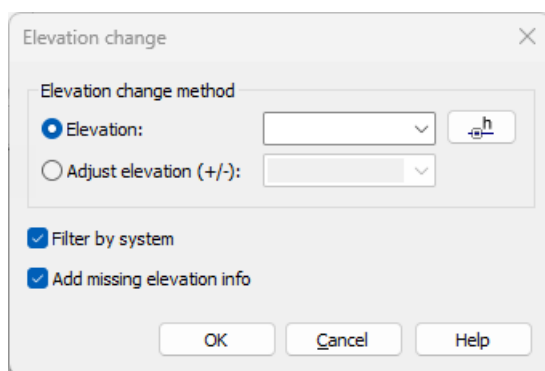 Elevation change
Elevation change method
Elevation:
h
Adjust elevation (+/-):
Filter by system
Add missing elevation info
OK Cancel Help